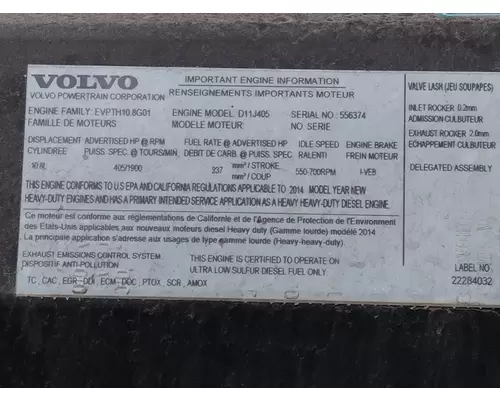 VOLVO
VOLVO POWERTRAIN CORPORATION
IMPORTANT ENGINE INFORMATION
RENSEIGNEMENTS IMPORTANTS MOTEUR
ENGINE FAMILY: EVPTH10.8G01 ENGINE MODEL: D11J405 SERIAL NO : 556374
FAMILLE DE MOTEURS MODELE MOTEUR: NO SERIE
DISPLACEMENT ADVERTISED HP @ RPM FUEL RATE @ ADVERTISED HP IDLE SPEED ENGINE BRAKE
CYLINDREE PUISS. SPEC. @ TOURS/MIN. DEBIT DE CARB. @ PUISS. SPEC RALENTI FREIN MOTEUR
10.8L 405/1900 337 mm³ / STROKE 550-700RPM I-VEB
mm³ / COUP
THIS ENGINE CONFORMS TO U.S EPA AND CALIFORNIA REGULATIONS APPLICABLE TO 2014 MODEL YEAR NEW
HEAVY-DUTY ENGINES AND HAS A PRIMARY INTENDED SERVICE APPLICATION AS A HEAVY HEAVY-DUTY DIESEL ENGINE.
Ce moteur est conforme aux réglementations de Californie et de l'Agence de Protection de l'Environment
des Etats-Unis applicables aux nouveaux moteurs diesel Heavy duty (Gamme lourde) modèle 2014
La principale application se refère aux usages de type gamme lourde (Heavy-heavy-duty).
EXHAUST EMISSIONS CONTROL SYSTEM
DISPOSITIF ANTI-POLLUTION
TC , CAC , EGR , DDI , ECM , DOC , PTOX , SCR , AMOX
THIS ENGINE IS CERTIFIED TO OPERATE ON
ULTRA LOW SULFUR DIESEL FUEL ONLY
VALVE LASH (JEU SOUPAPES)
INLET ROCKER 0.2mm
ADMISSION CULBUTEUR
EXHAUST ROCKER 2.0mm
ECHAPPEMENT CULBUTEUR
DELEGATED ASSEMBLY
LABEL NO.
22284032